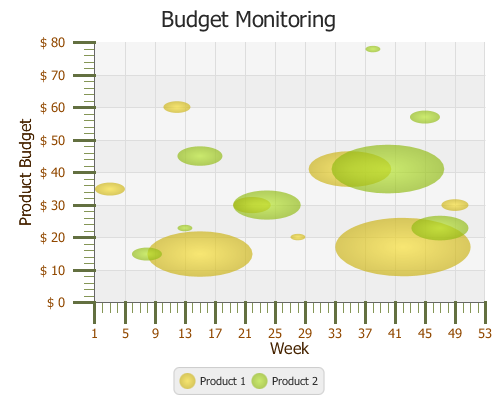 Budget Monitoring
$ 80
$ 70
$ 60
$ 50
$ 40
$ 30
$ 20
$ 10
$ 0
Product Budget
1 5 9 13 17 21 25 29 33 37 41 45 49 53
Week
Product 1 Product 2